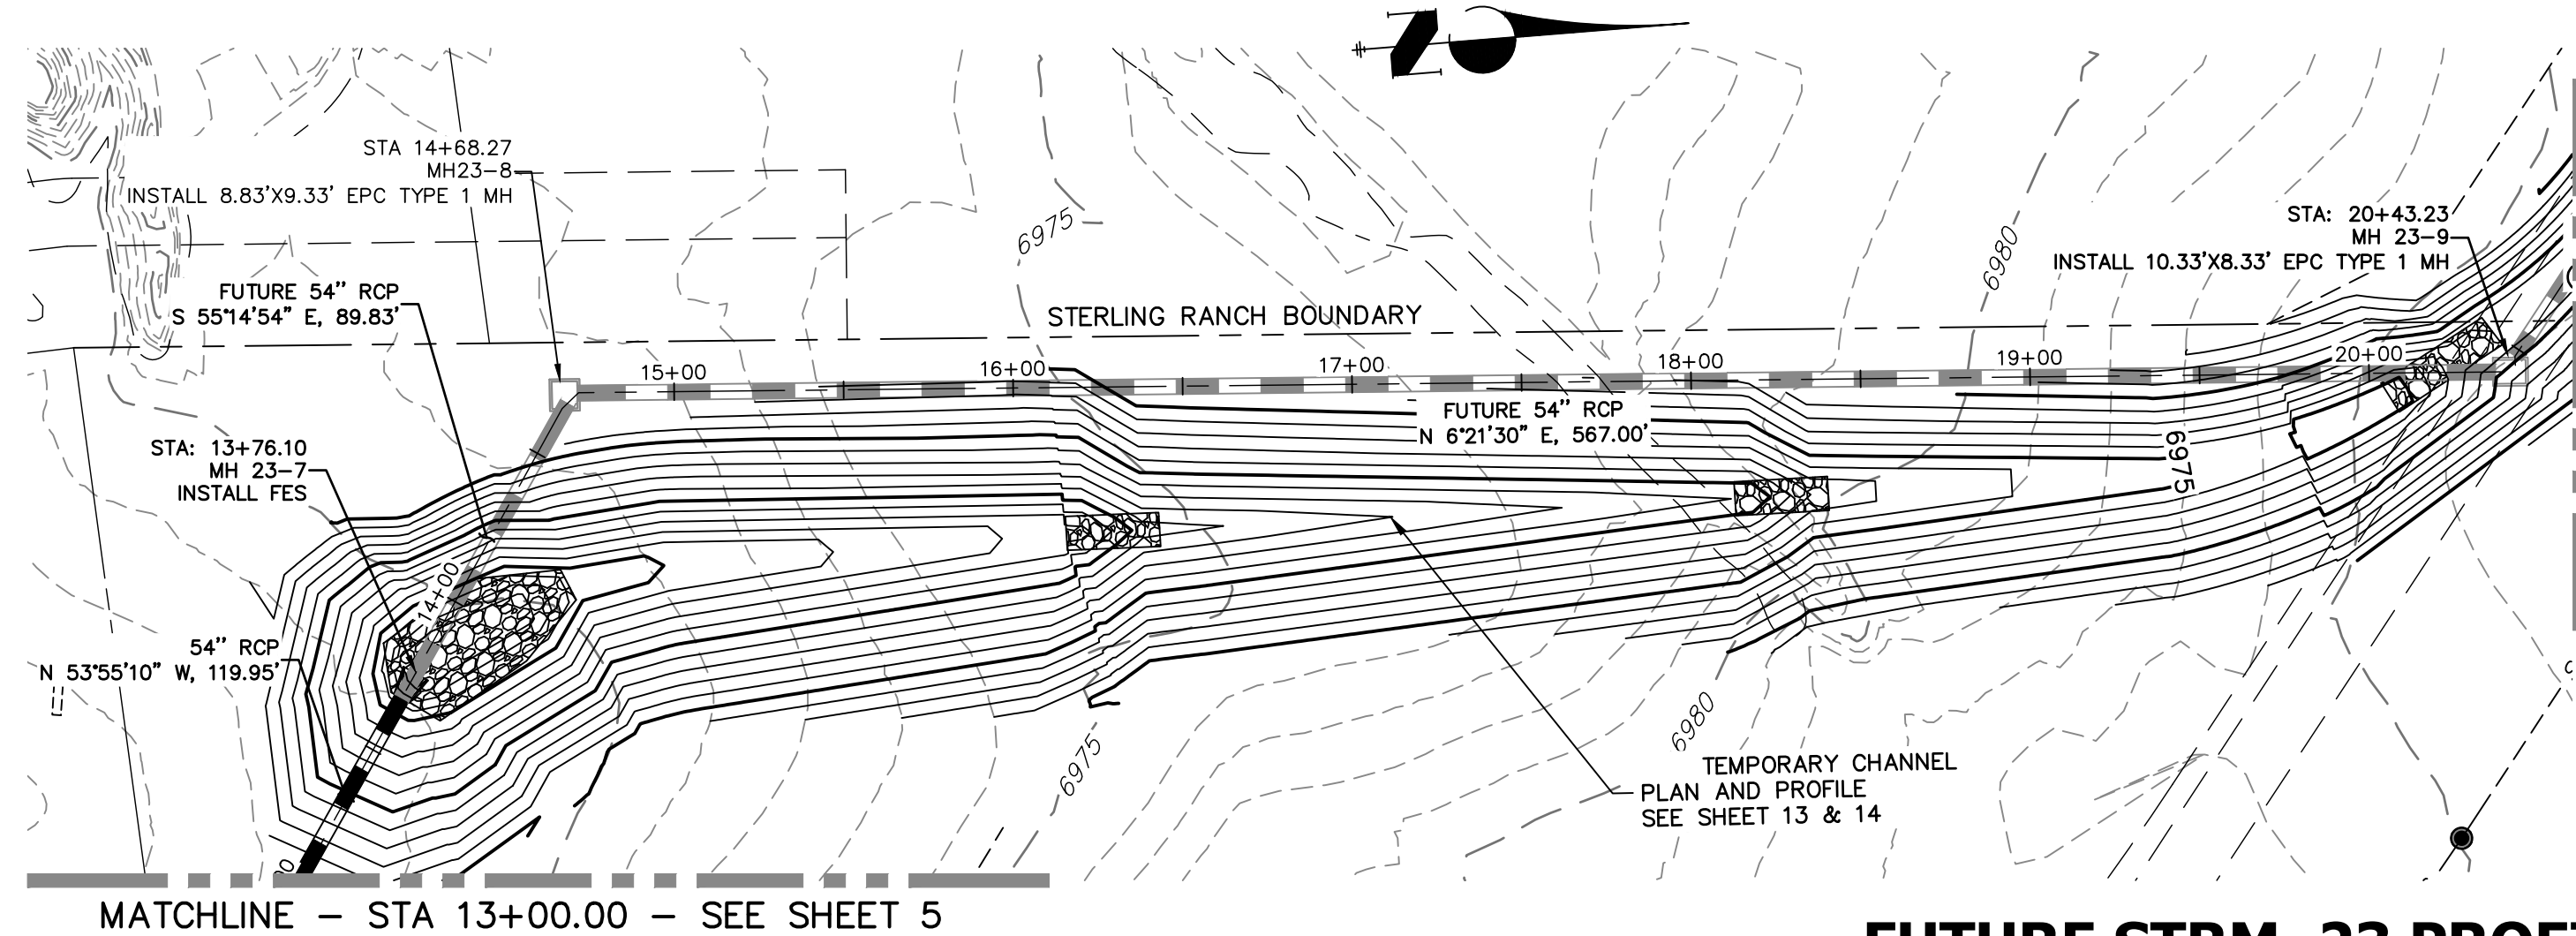 STA 14+68.27
MH23-8
INSTALL 8.83'X9.33' EPC TYPE 1 MH
FUTURE 54" RCP
S 55°14'54" E, 89.83'
STA: 13+76.10
MH 23-7
INSTALL FES
54" RCP
N 53°55'10" W, 119.95'
14+00
15+00
16+00
17+00
18+00
19+00
20+00
6975
STERLING RANCH BOUNDARY
6980
STA: 20+43.23
MH 23-9
INSTALL 10.33'X8.33' EPC TYPE 1 MH
FUTURE 54" RCP
N 6°21'30" E, 567.00'
6975
6975
6980
TEMPORARY CHANNEL
PLAN AND PROFILE
SEE SHEET 13 & 14
MATCHLINE – STA 13+00.00 – SEE SHEET 5